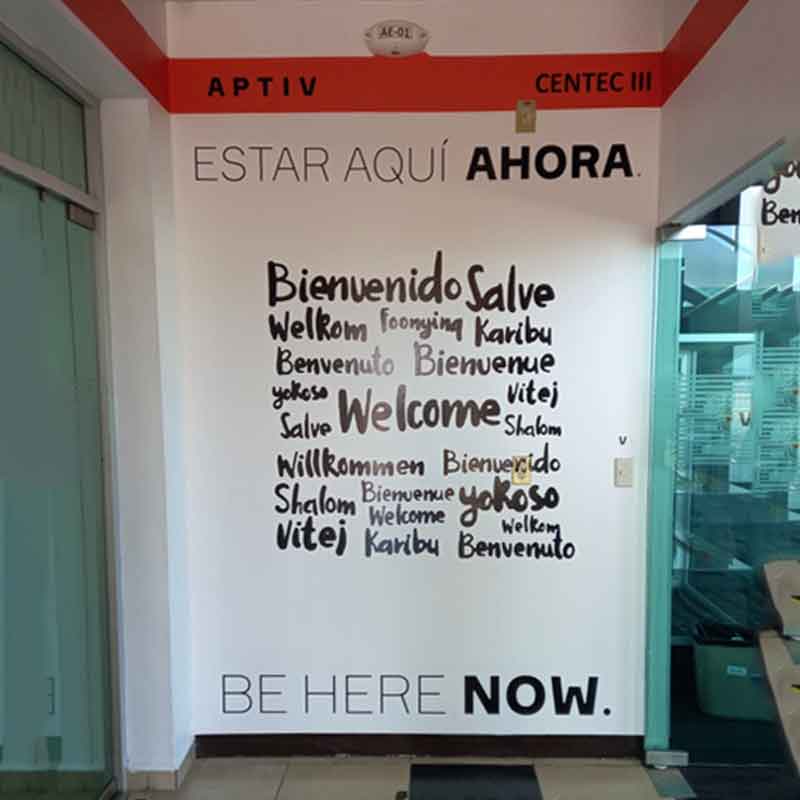 AE-01
APTIV CENTEC III
ESTAR AQUÍ AHORA.
Bienvenido Salve
Welkom Foonying Karibu
Benvenuto Bienvenue
yokoso Welcome Vitej
Salve Shalom
Willkommen Bienvenido
Shalom Bienvenue yokoso
Welcome Welkom
Vitej Karibu Benvenuto
BE HERE NOW.